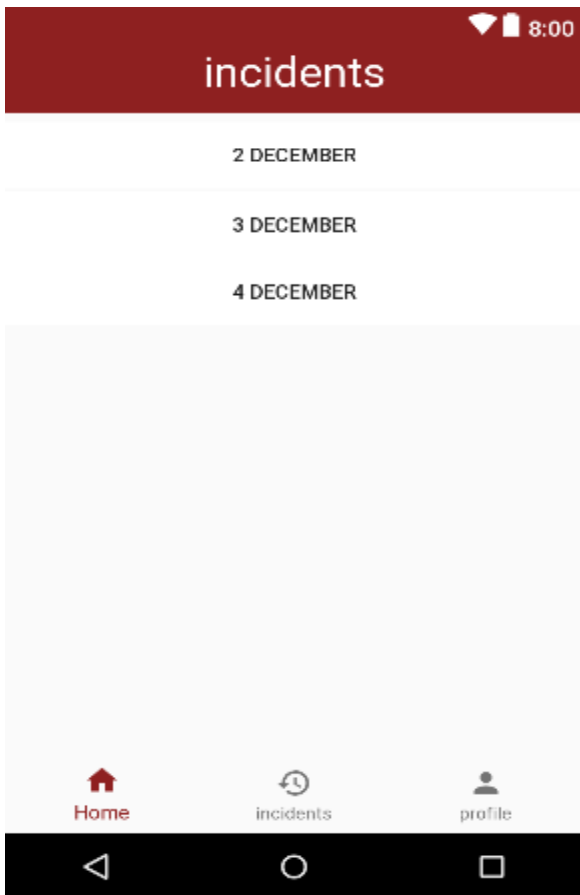 8:00
incidents
2 DECEMBER
3 DECEMBER
4 DECEMBER
Home incidents profile